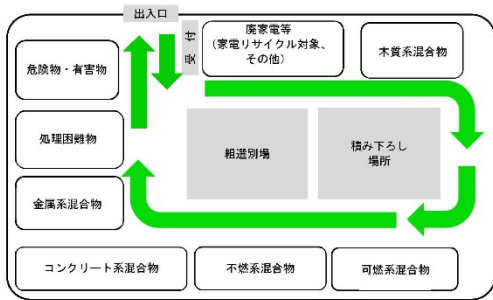 出入口
受付
廃家電等
(家電リサイクル対象、
その他)
木質系混合物
危険物・有害物
処理困難物
金属系混合物
粗選別場
積み下ろし
場所
コンクリート系混合物
不燃系混合物
可燃系混合物